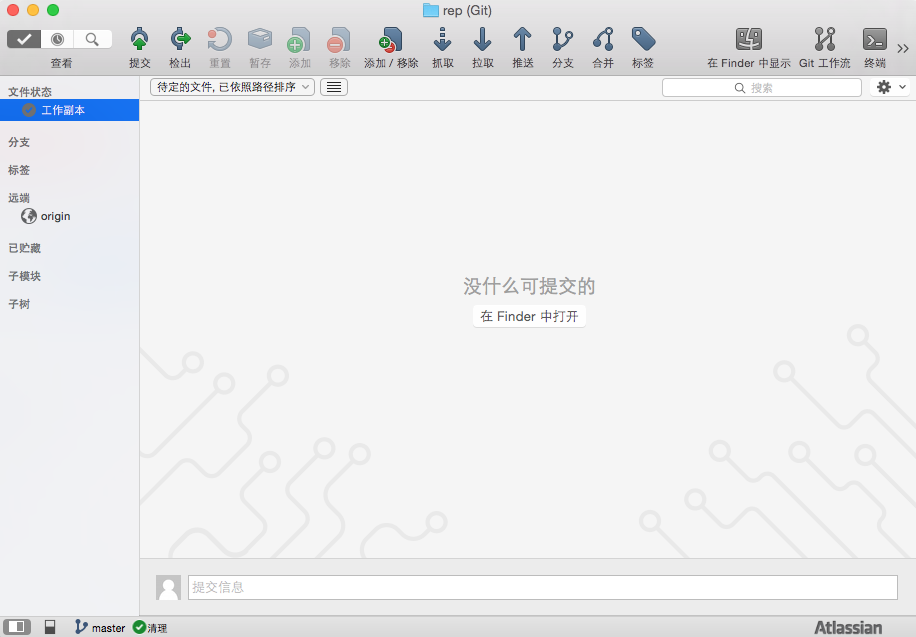 rep (Git)
查看
提交
检出
重置
暂存
添加
移除
添加 / 移除
抓取
拉取
推送
分支
合并
标签
在 Finder 中显示
Git 工作流
终端
文件状态
工作副本
分支
标签
远端
origin
已贮藏
子模块
子树
待定的文件, 已依照路径排序
搜索
没什么可提交的
在 Finder 中打开
提交信息
master
清理
Atlassian